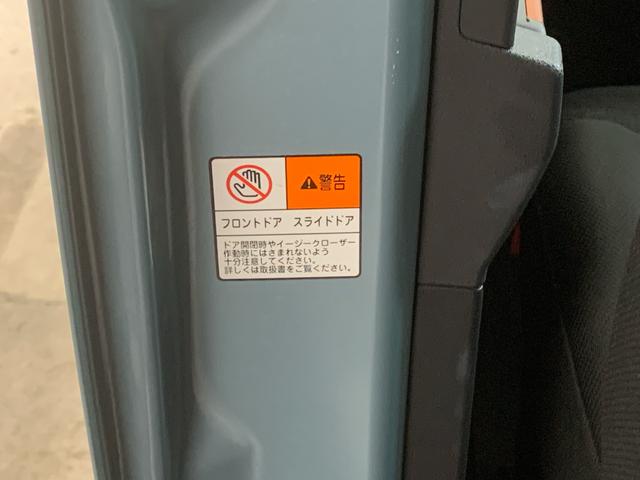 警告
フロントドア スライドドア
ドア開閉時やイージークローザー
作動時にはさまれないよう
十分注意してください。
詳しくは取扱書をご覧ください。